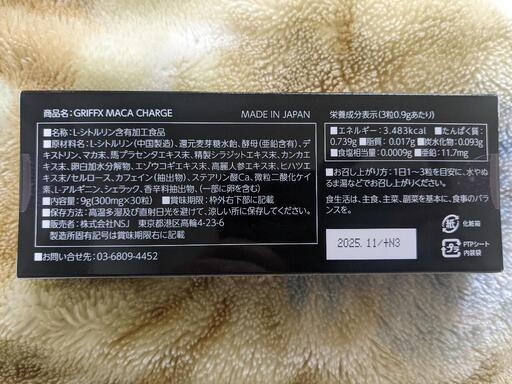 商品名：GRIFFX MACA CHARGE
MADE IN JAPAN
■名称：L-シトルリン含有加工食品
■原材料名：L-シトルリン（中国製造）、還元麦芽糖水飴、酵母（亜鉛含有）、デ
キストリン、マカ末、馬プラセンタエキス末、精製シラジットエキス末、カンカエ
キス末、卵白加水分解物、エゾウコギエキス末、高麗人参エキス末、ヒハツエ
キス末/セルロース、カフェイン（抽出物）、ステアリン酸Ca、微粒二酸化ケイ
素、L-アルギニン、シェラック、香辛料抽出物、（一部に卵を含む）
■内容量：9g（300mg×30粒） ■賞味期限：枠外右下部に記載
■保存方法：高温多湿及び直射日光を避けて、涼しい所に保存してください。
■販売者：株式会社NSJ 東京都港区高輪4-23-6
製造所固有記号は賞味期限右に記載
■お問い合せ先：03-6809-4452
栄養成分表示（3粒0.9gあたり）
■エネルギー：3.483kcal ■たんぱく質：
0.739g ■脂質：0.017g ■炭水化物：0.093g
■食塩相当量：0.0009g ■亜鉛：11.7mg
■お召し上がり方：1日1～3粒を目安に、水やぬ
るま湯などでお召し上がりください。
食生活は、主食、主菜、副菜を基本に、食事のバラ
ンスを。
2025.11/+N3
紙
化粧箱
プラ
PTPシート
内装袋